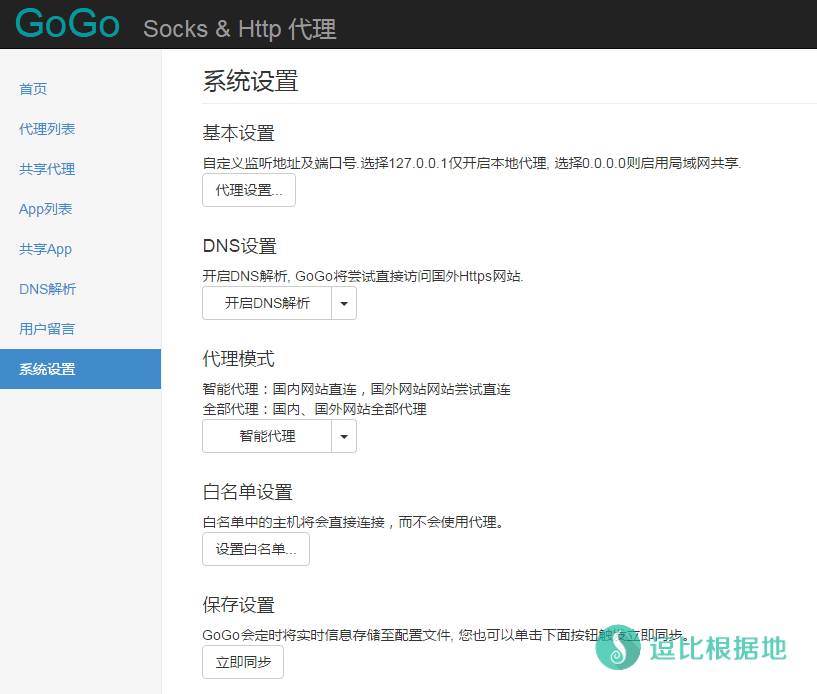 GoGo Socks & Http 代理
首页
代理列表
共享代理
App列表
共享App
DNS解析
用户留言
系统设置
系统设置
基本设置
自定义监听地址及端口号.选择127.0.0.1仅开启本地代理, 选择0.0.0.0则启用局域网共享.
代理设置...
DNS设置
开启DNS解析, GoGo将尝试直接访问国外Https网站.
开启DNS解析
代理模式
智能代理：国内网站直连，国外网站网站尝试直连
全部代理：国内、国外网站全部代理
智能代理
白名单设置
白名单中的主机将会直接连接，而不会使用代理。
设置白名单...
保存设置
GoGo会定时将实时信息存储至配置文件, 您也可以单击下面按钮触发立即同步。
立即同步
逗比根据地